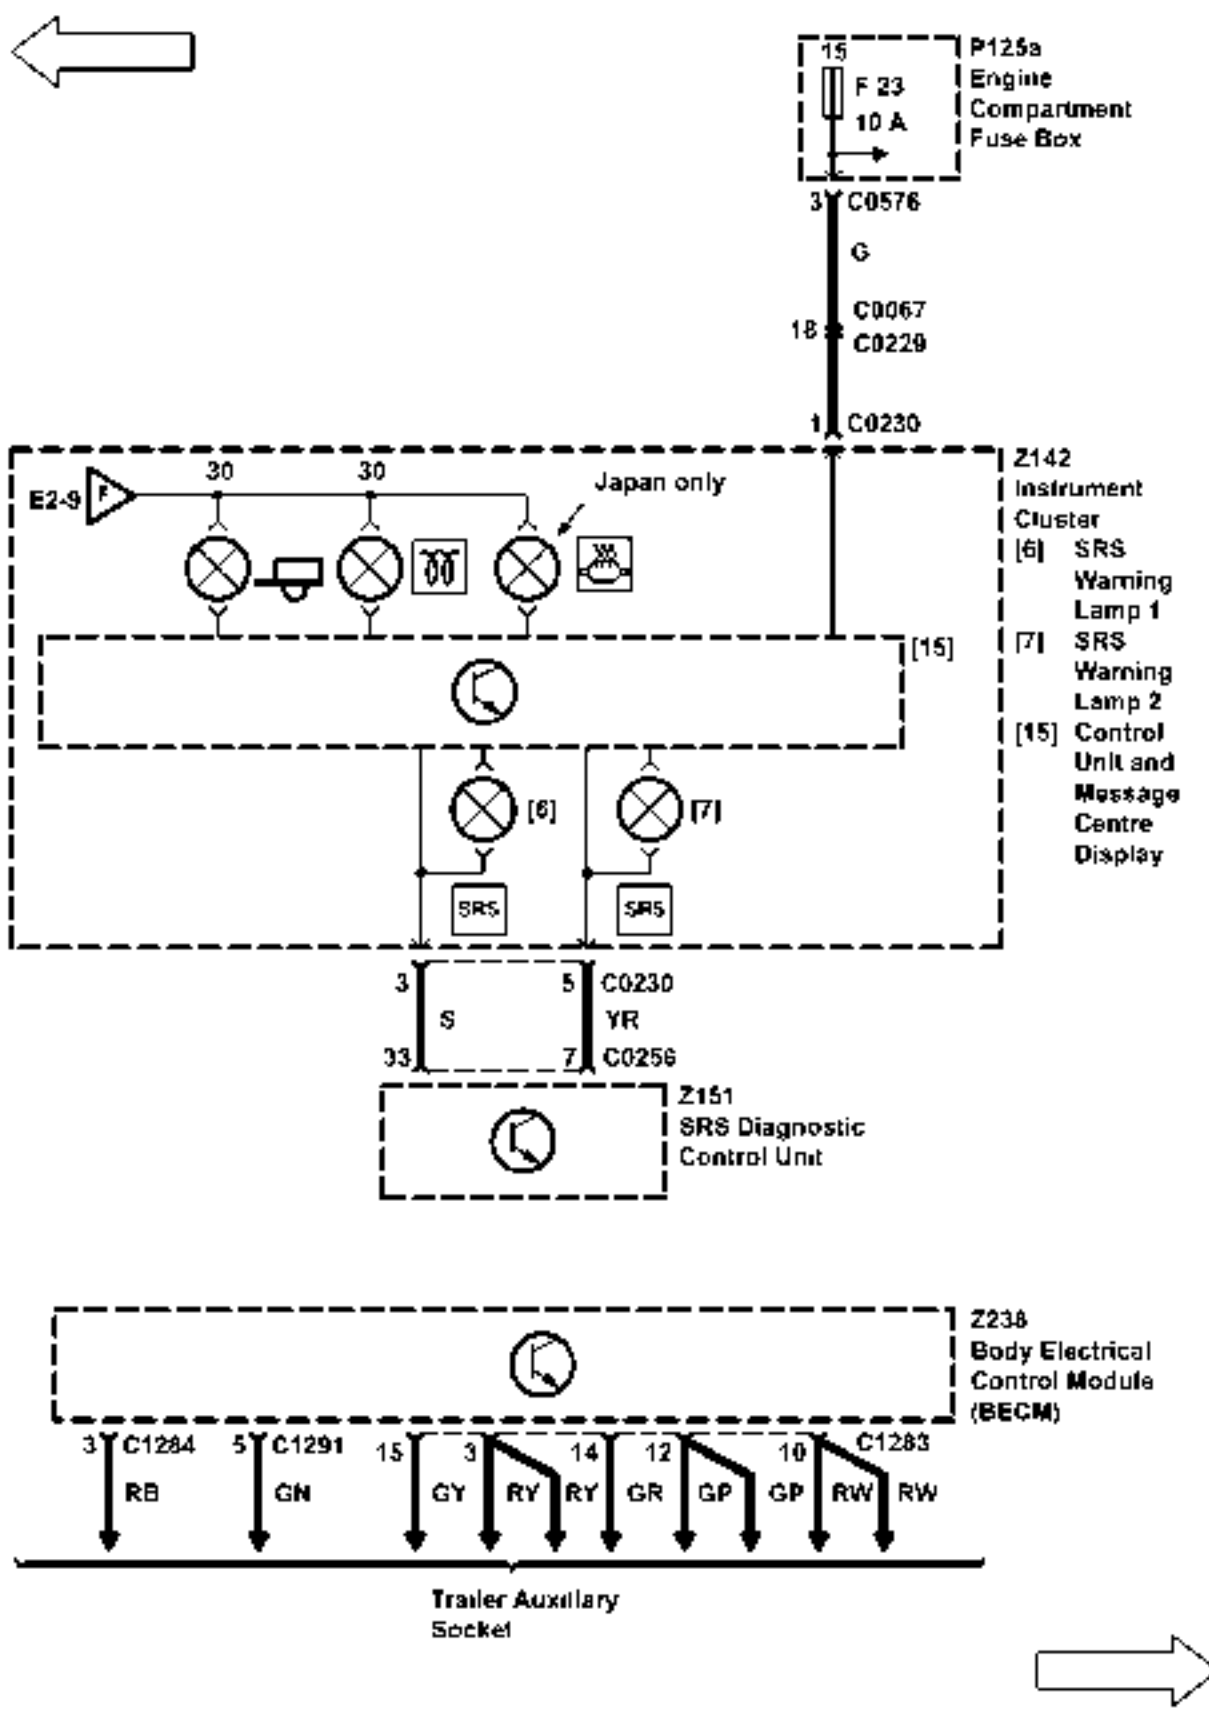 15
F 23
10 A
P125a
Engine
Compartment
Fuse Box
3 C0576
G
18 C0067
C0229
1 C0230
E2-9 F
30 30
Japan only
Z142
Instrument
Cluster
[6] SRS
Warning
Lamp 1
[7] SRS
Warning
Lamp 2
[15] Control
Unit and
Message
Centre
Display
[15]
[6] [7]
SRS SRS
3 5 C0230
S YR
33 7 C0256
Z151
SRS Diagnostic
Control Unit
Z238
Body Electrical
Control Module
(BECM)
3 C1284 5 C1291 15 3 14 12 10 C1283
RB GN GY RY RY GR GP GP RW RW
Trailer Auxiliary
Socket